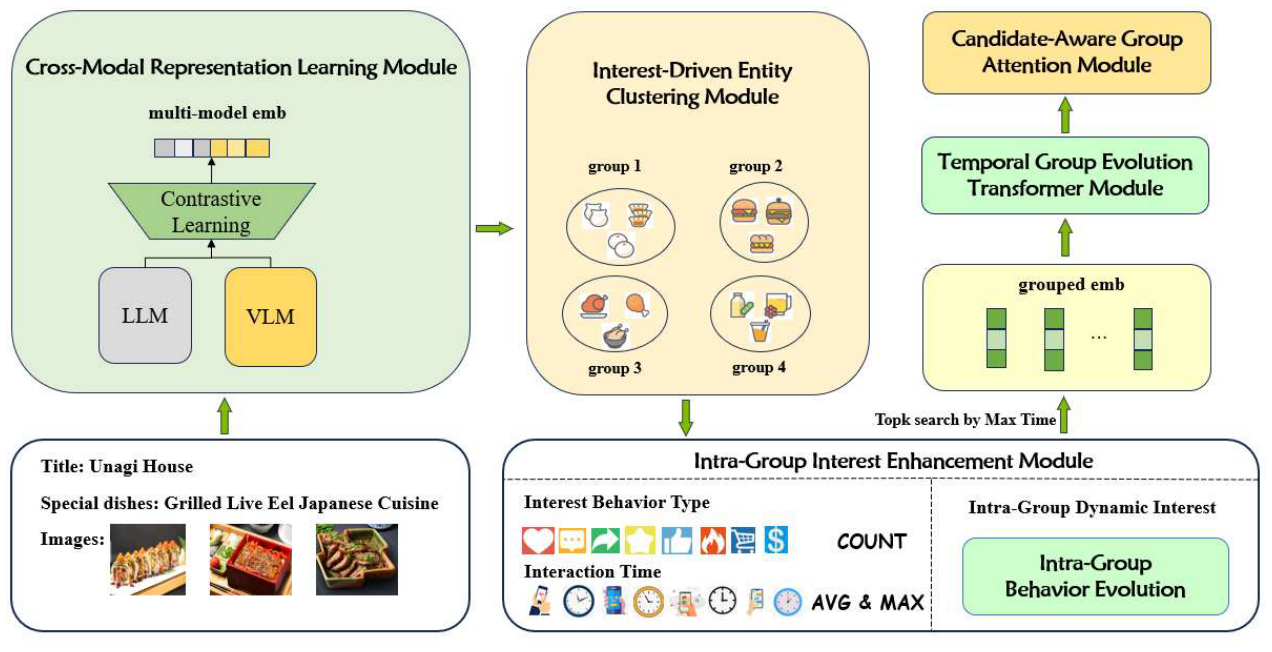 Cross-Modal Representation Learning Module
multi-model emb
Contrastive
Learning
LLM
VLM
Title: Unagi House
Special dishes: Grilled Live Eel Japanese Cuisine
Images:
Interest-Driven Entity
Clustering Module
group 1
group 2
group 3
group 4
Intra-Group Interest Enhancement Module
Interest Behavior Type
COUNT
Interaction Time
AVG & MAX
Intra-Group Dynamic Interest
Intra-Group
Behavior Evolution
Topk search by Max Time
grouped emb
...
Temporal Group Evolution
Transformer Module
Candidate-Aware Group
Attention Module